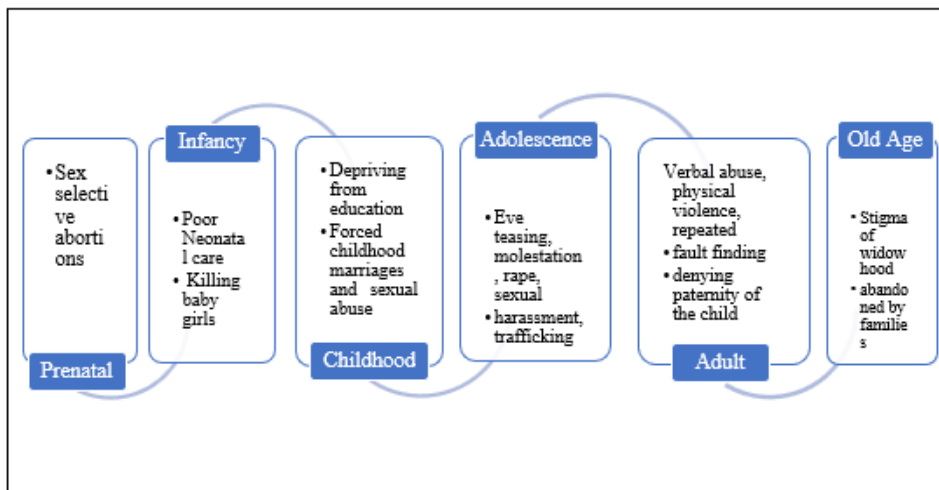 Prenatal
•Sex
selecti
ve
aborti
ons
Infancy
•Poor
Neonata
l care
• Killing
baby
girls
Childhood
•Depriving
from
education
•Forced
childhood
marriages
and sexual
abuse
Adolescence
•Eve
teasing,
molestation
, rape,
sexual
•harassment,
trafficking
Adult
Verbal abuse,
physical
violence,
repeated
•fault finding
•denying
paternity of
the child
Old Age
•Stigma
of
widow
hood
•abando
ned by
familie
s